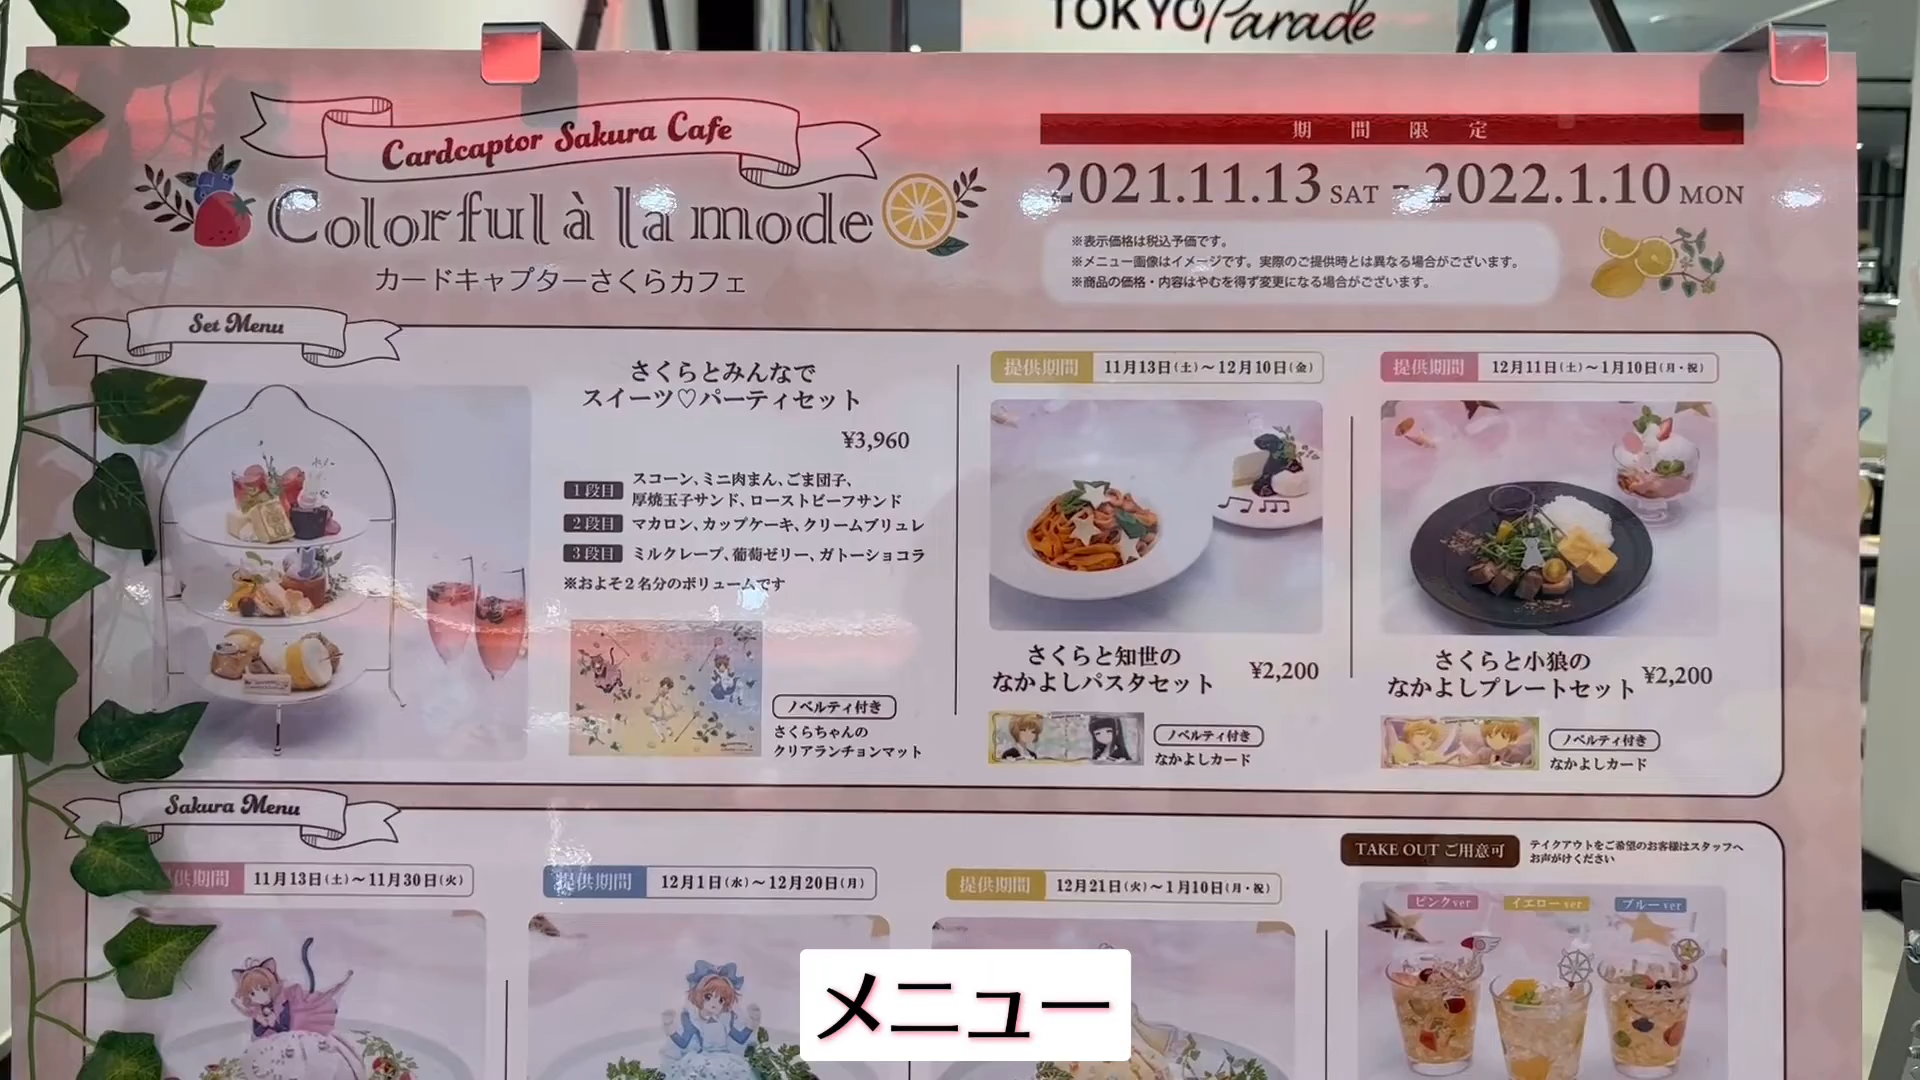 TOKYO Parade
Cardcaptor Sakura Cafe
Colorful à la mode
カードキャプターさくらカフェ
期間限定
2021.11.13 SAT - 2022.1.10 MON
※表示価格は税込予価です。
※メニュー画像はイメージです。実際のご提供時とは異なる場合がございます。
※商品の価格・内容はやむを得ず変更になる場合がございます。
Set Menu
さくらとみんなで
スイーツ♡パーティセット
¥3,960
1段目 スコーン、ミニ肉まん、ごま団子、
厚焼玉子サンド、ローストビーフサンド
2段目 マカロン、カップケーキ、クリームブリュレ
3段目 ミルクレープ、葡萄ゼリー、ガトーショコラ
※およそ2名分のボリュームです
ノベルティ付き
さくらちゃんの
クリアランチョンマット
提供期間 11月13日(土)〜12月10日(金)
さくらと知世の
なかよしパスタセット
¥2,200
ノベルティ付き
なかよしカード
提供期間 12月11日(土)〜1月10日(月・祝)
さくらと小狼の
なかよしプレートセット
¥2,200
ノベルティ付き
なかよしカード
Sakura Menu
TAKE OUT ご用意可
テイクアウトをご希望のお客様はスタッフへ
お声がけください
供期間 11月13日(土)〜11月30日(火)
提供期間 12月1日(水)〜12月20日(月)
提供期間 12月21日(火)〜1月10日(月・祝)
ピンクver
イエローver
ブルーver
メニュー